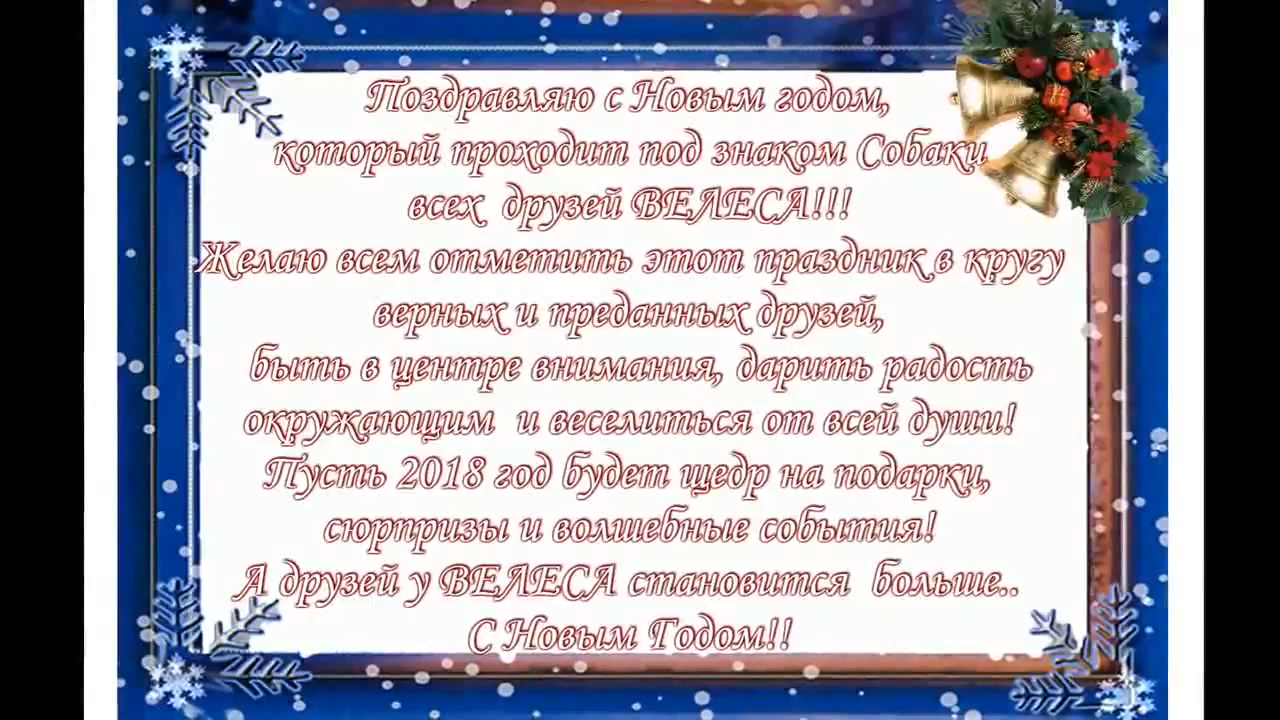 Поздравляю с Новым годом,
который проходит под знаком Собаки
всех друзей ВЕЛЕСА!!!
Желаю всем отметить этот праздник в кругу
верных и преданных друзей,
быть в центре внимания, дарить радость
окружающим и веселиться от всей души!
Пусть 2018 год будет щедр на подарки,
сюрпризы и волшебные события!
А друзей у ВЕЛЕСА становится больше..
С Новым Годом!!